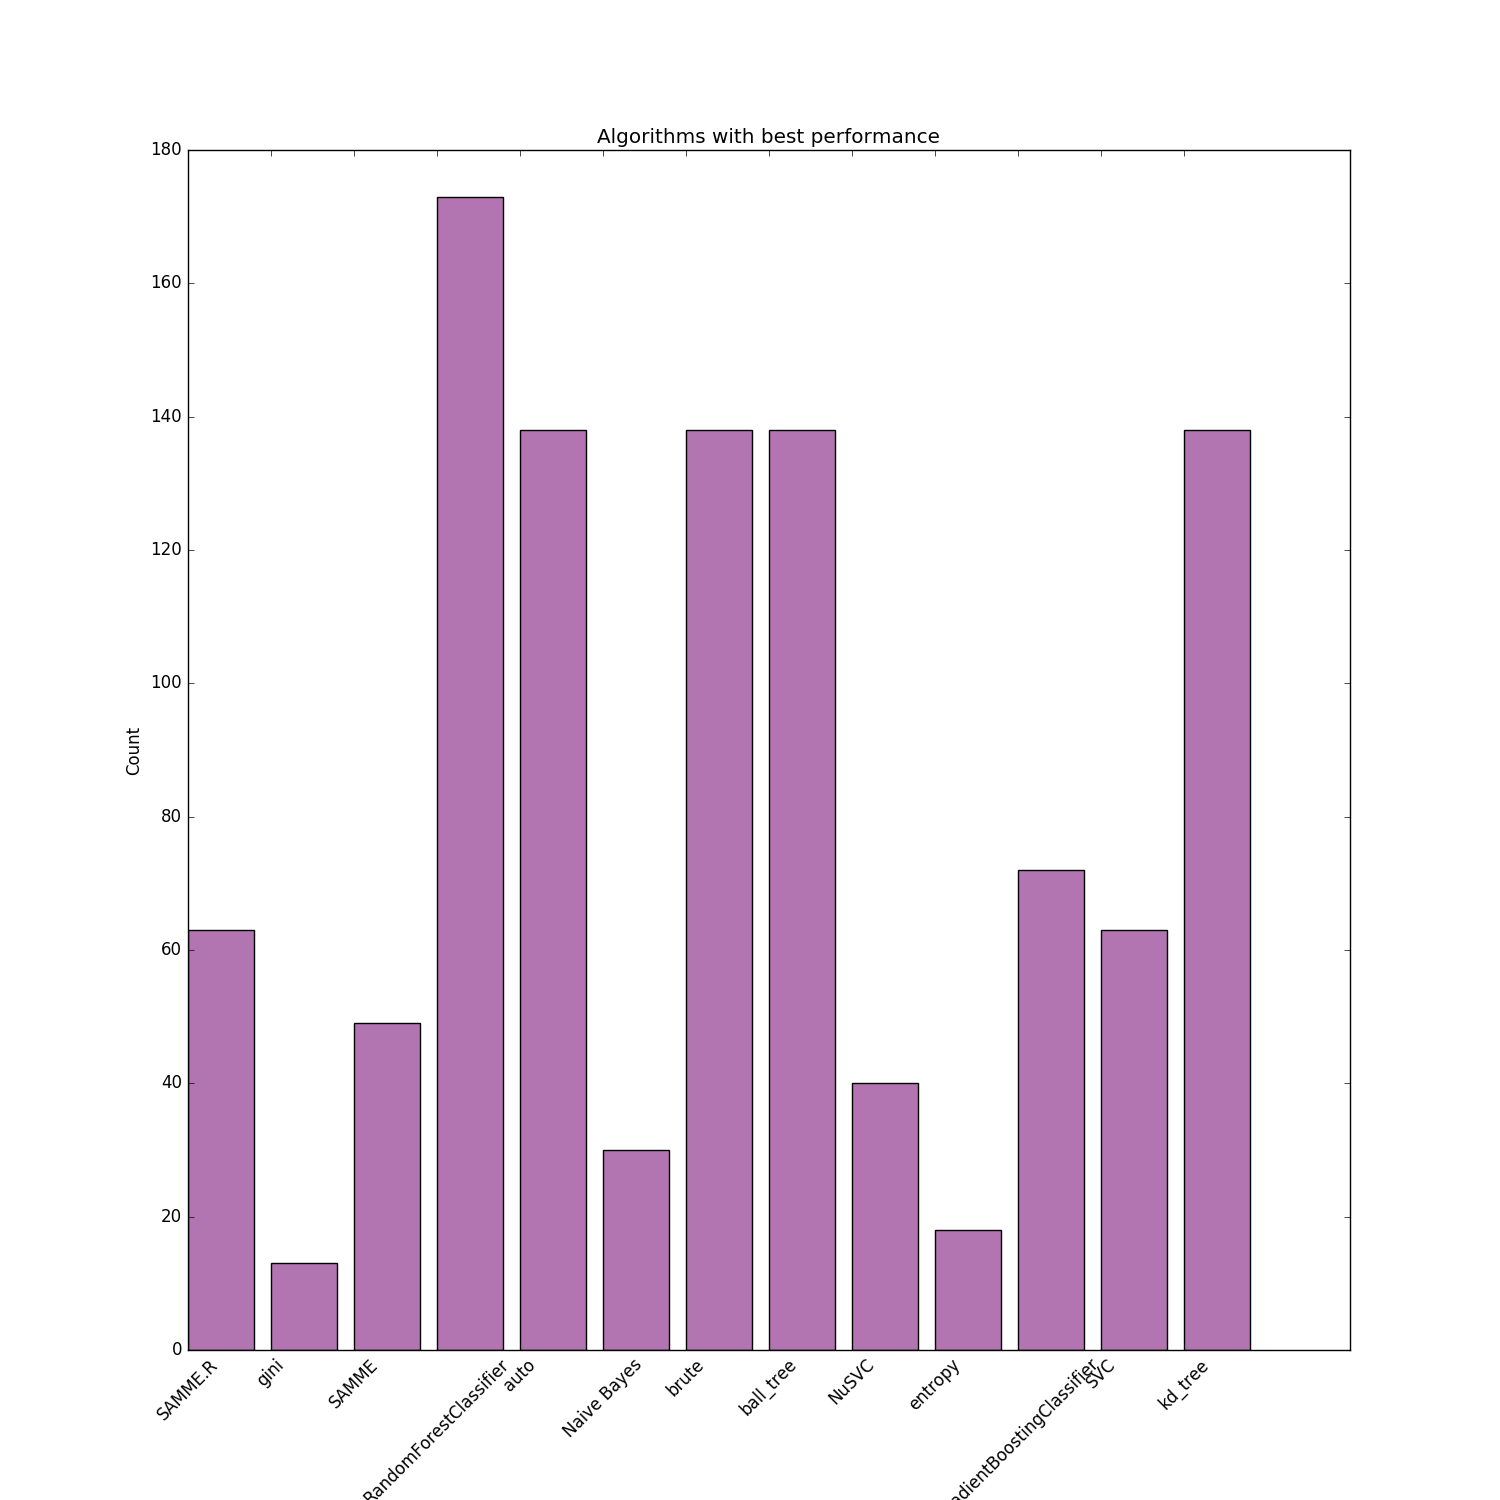 Algorithms with best performance
180
160
140
120
100
80
60
40
20
0
Count
SAMME.R
gini
SAMME
RandomForestClassifier
auto
Naive Bayes
brute
ball_tree
NuSVC
entropy
edientBoostingClassifier
SVC
kd_tree